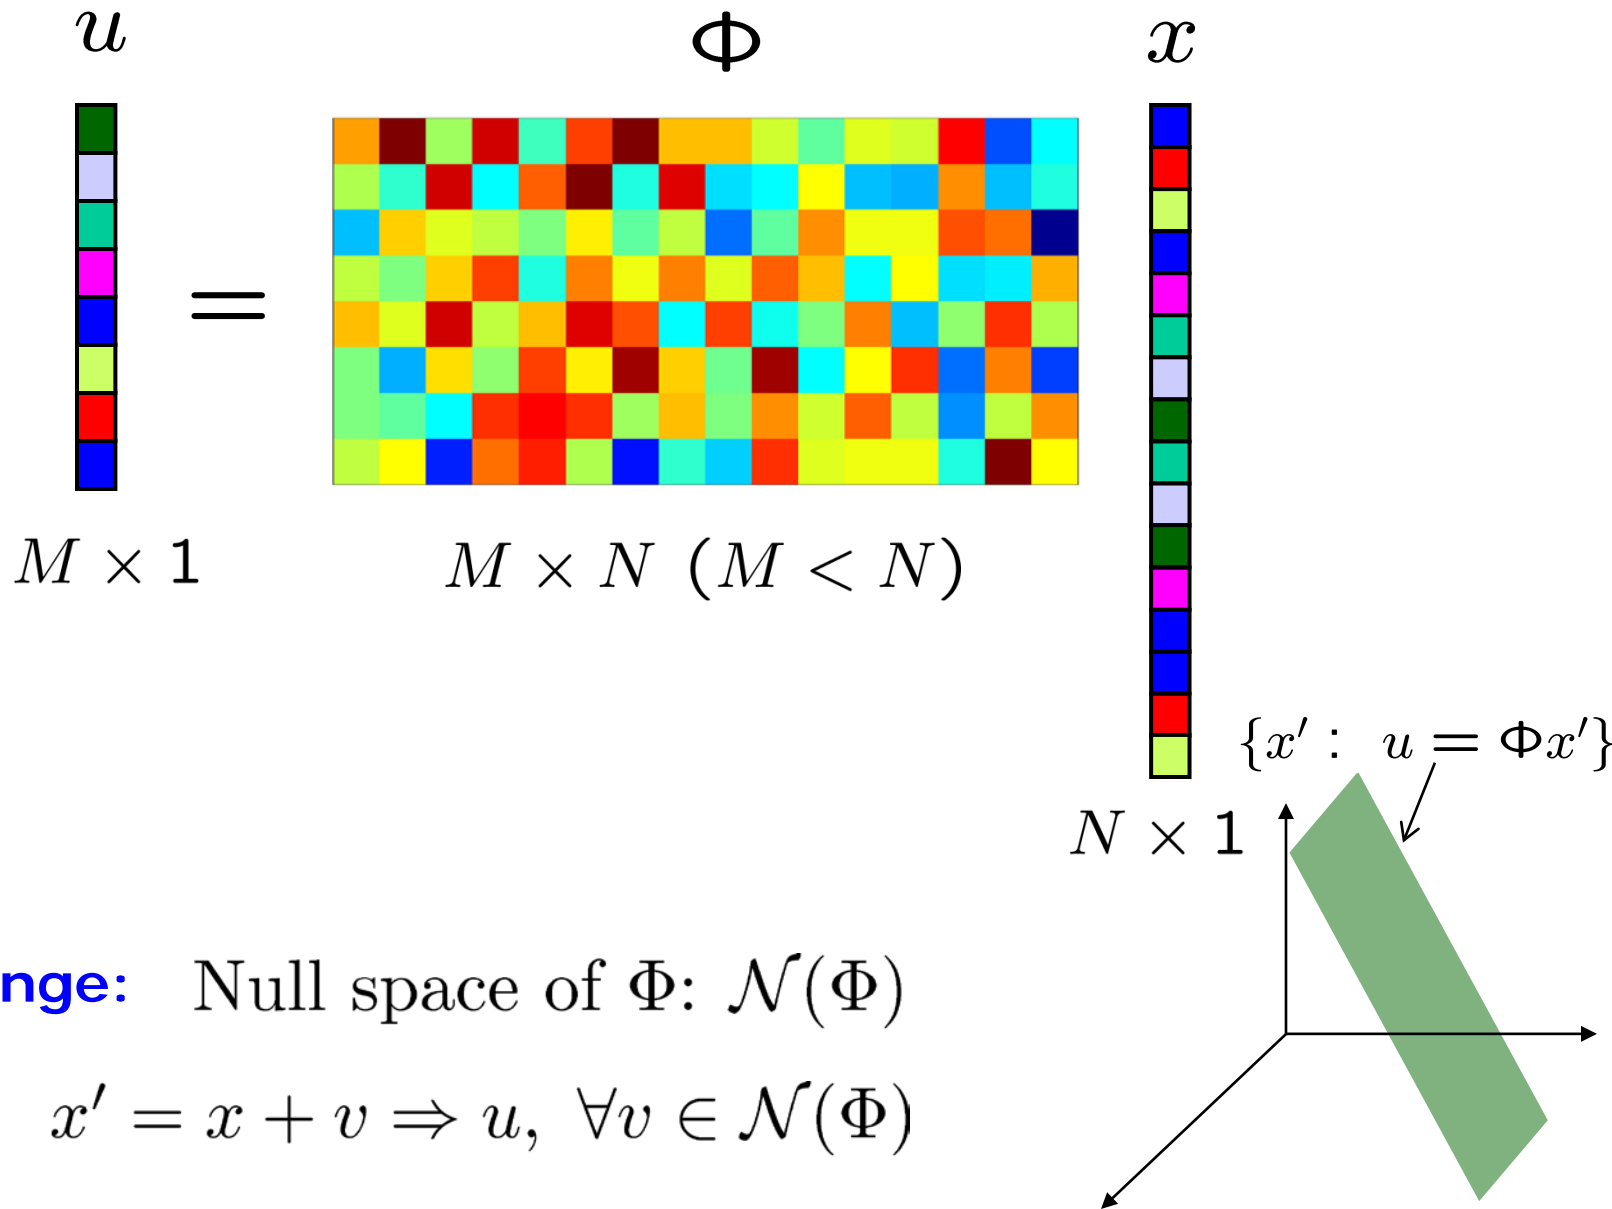 u Φ x
=
M × 1 M × N (M < N)
{x′ : u = Φx′}
N × 1
nge: Null space of Φ: 𝒩(Φ)
x′ = x + v ⇒ u, ∀v ∈ 𝒩(Φ)